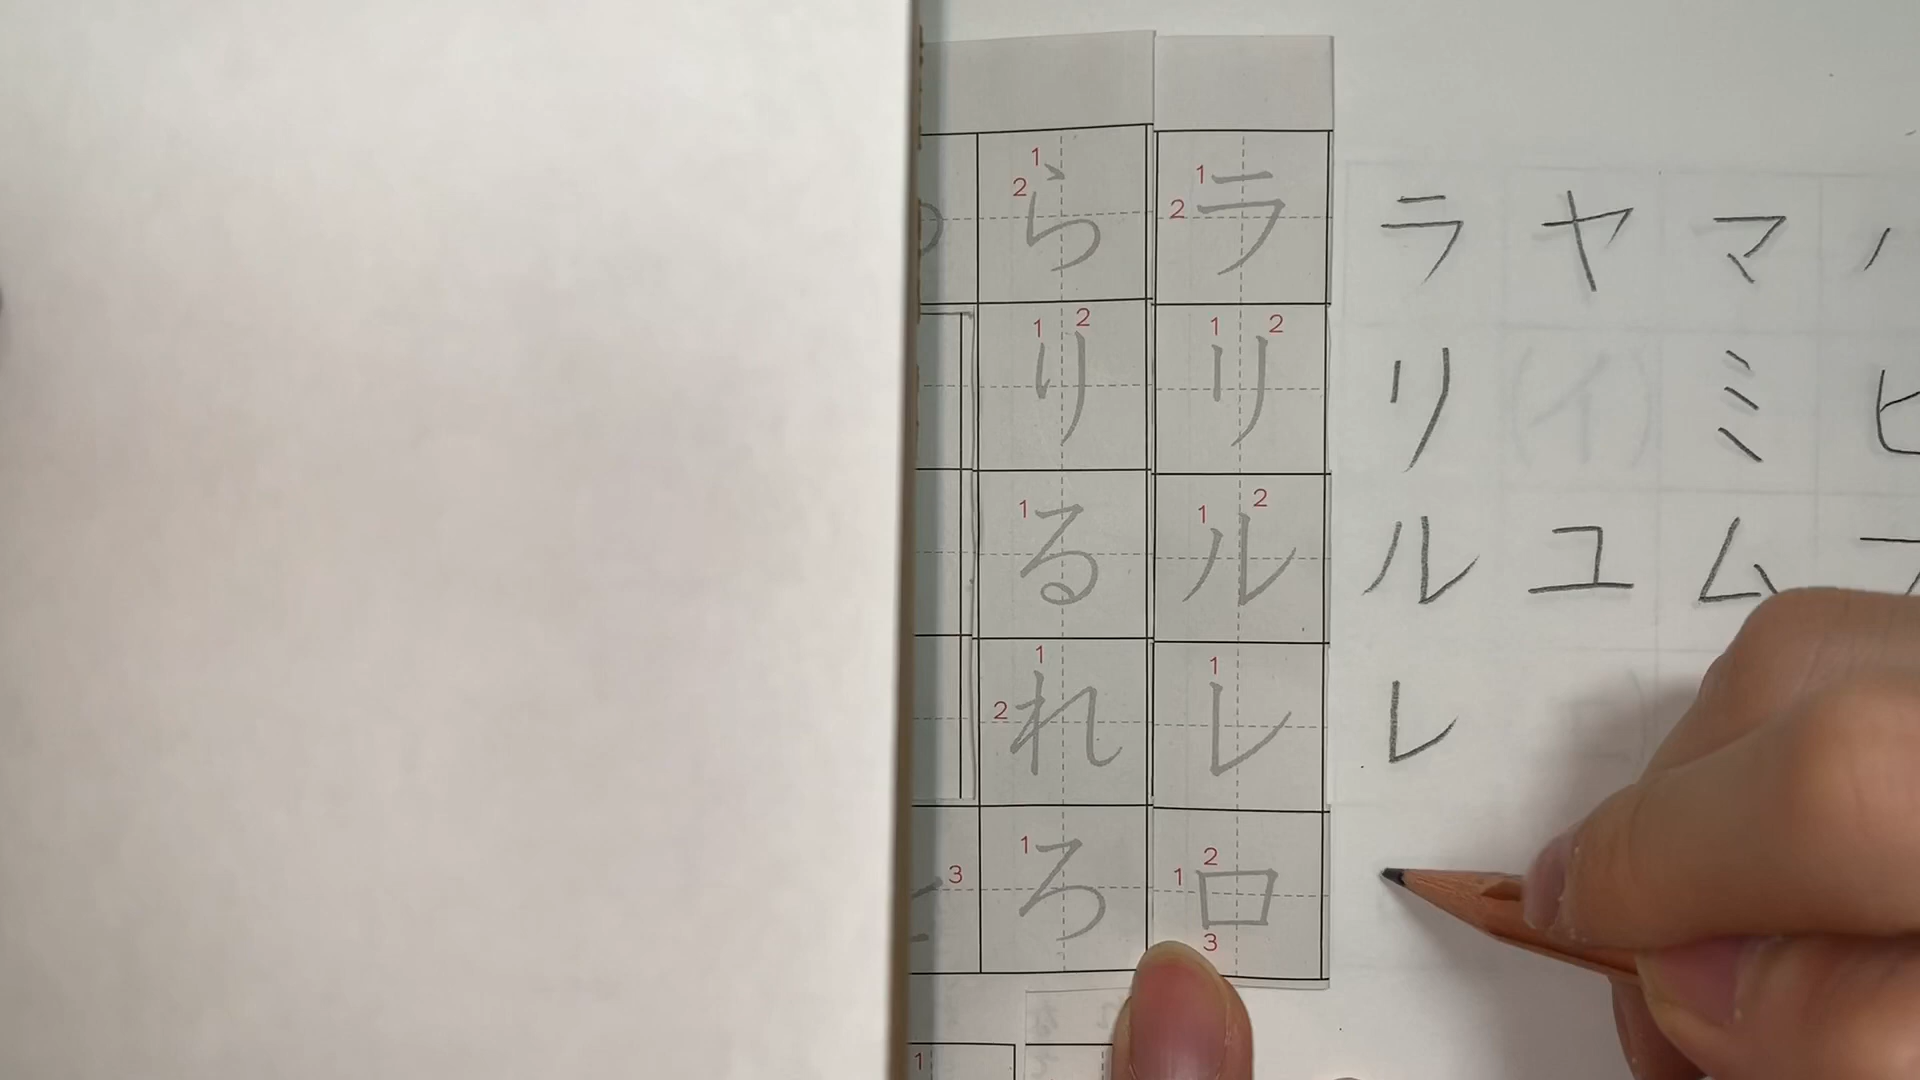 ラリルレロ
らりるれろ
ラリルレ
ヤ(イ)ユ
マミム
ヒ